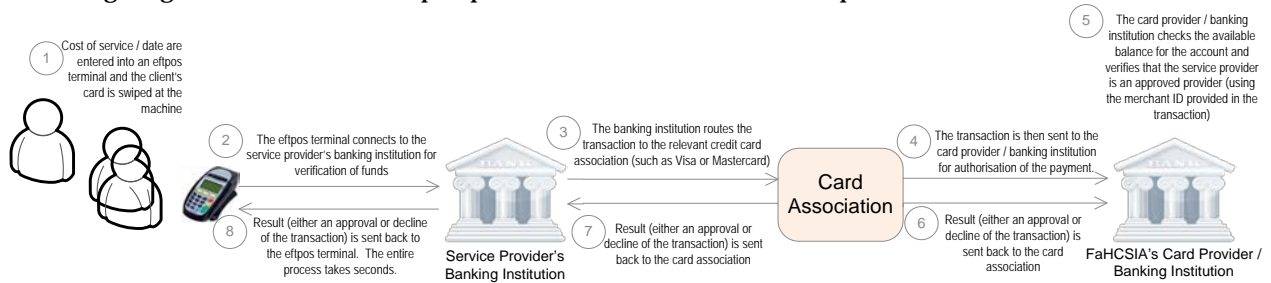 1
Cost of service / date are
entered into an eftpos
terminal and the client's
card is swiped at the
machine
2
The eftpos terminal connects to the
service provider's banking institution for
verification of funds
3
The banking institution routes the
transaction to the relevant credit card
association (such as Visa or Mastercard)
4
The transaction is then sent to the
card provider / banking institution
for authorisation of the payment.
5
The card provider / banking
institution checks the available
balance for the account and
verifies that the service provider
is an approved provider (using
the merchant ID provided in the
transaction)
BANK
Card
Association
BANK
8
Result (either an approval or decline
of the transaction) is sent back to
the eftpos terminal. The entire
process takes seconds.
Service Provider's
Banking Institution
7
Result (either an approval or
decline of the transaction) is sent
back to the card association
6
Result (either an approval or
decline of the transaction) is
sent back to the card
association
FaHCSIA's Card Provider /
Banking Institution